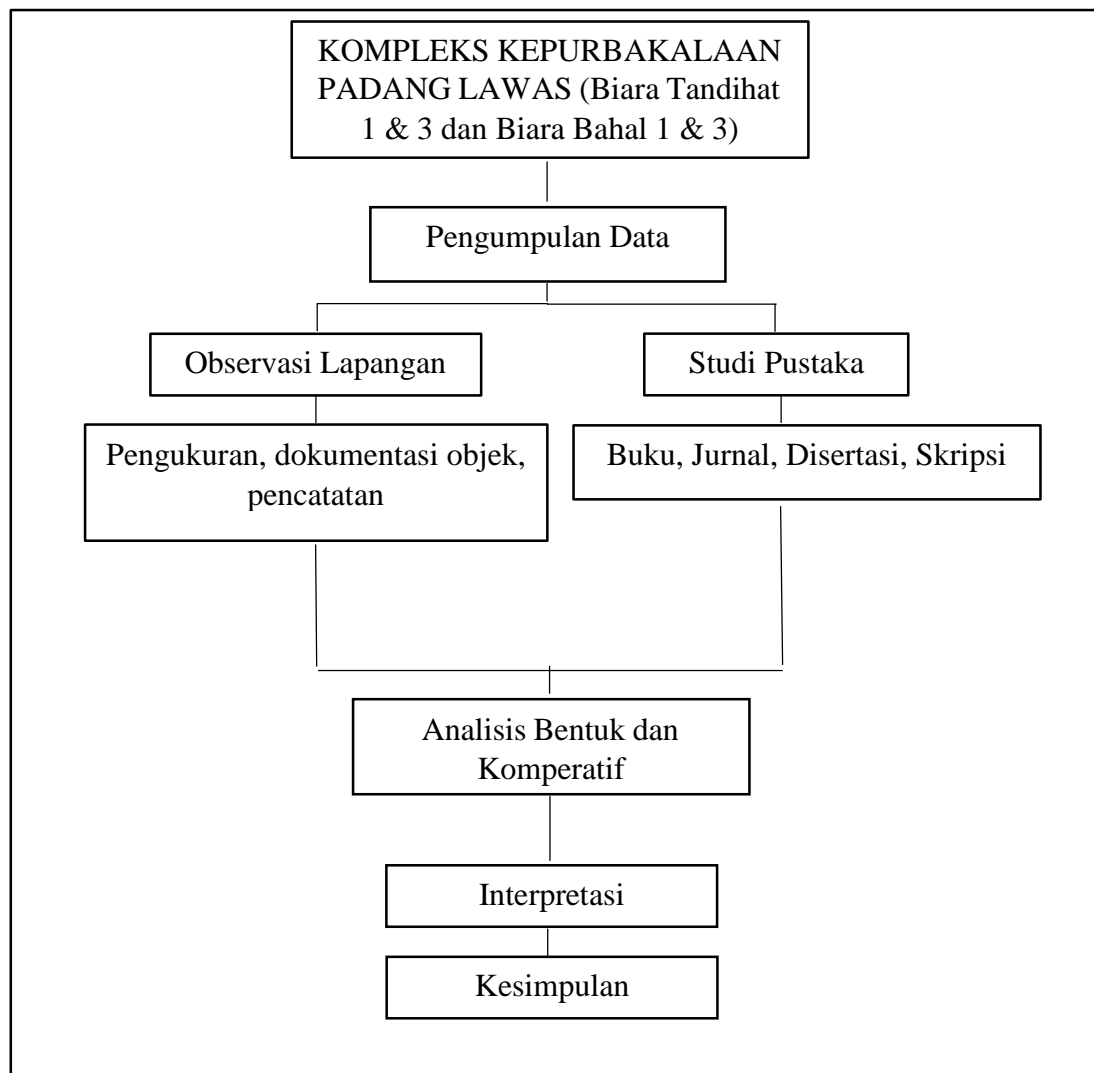 KOMPLEKS KEPURBAKALAAN
PADANG LAWAS (Biara Tandihat
1 & 3 dan Biara Bahal 1 & 3)
Pengumpulan Data
Observasi Lapangan
Studi Pustaka
Pengukuran, dokumentasi objek,
pencatatan
Buku, Jurnal, Disertasi, Skripsi
Analisis Bentuk dan
Komperatif
Interpretasi
Kesimpulan